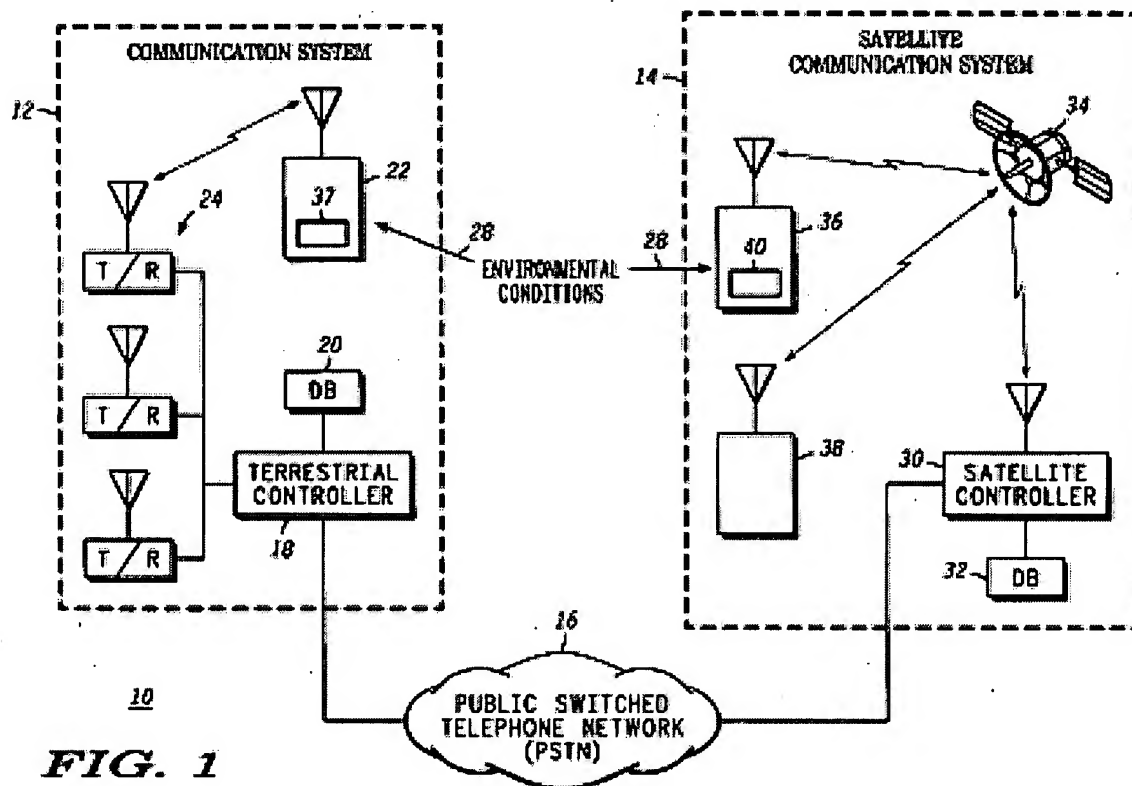 COMMUNICATION SYSTEM
12
22
37
24
T/R
T/R
T/R
20
DB
TERRESTRIAL
CONTROLLER
18
28
ENVIRONMENTAL
CONDITIONS
28
SATELLITE
COMMUNICATION SYSTEM
14
34
36
40
38
30
SATELLITE
CONTROLLER
32
DB
16
PUBLIC SWITCHED
TELEPHONE NETWORK
(PSTN)
10
FIG. 1